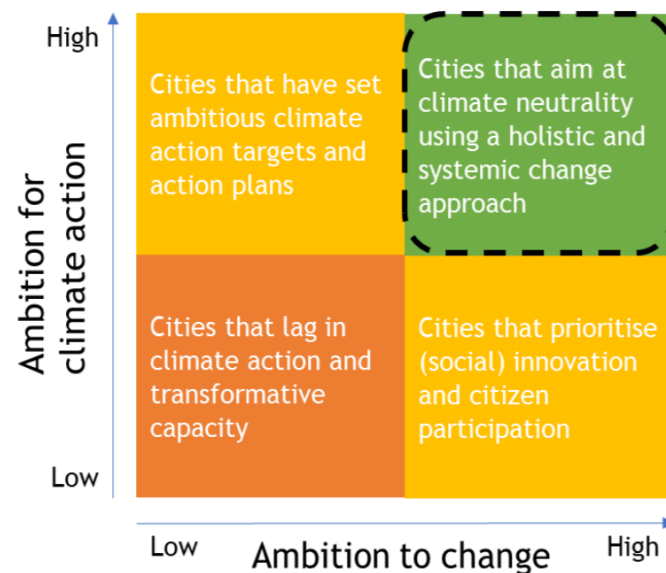 High
Cities that have set
ambitious climate
action targets and
action plans
Cities that aim at
climate neutrality
using a holistic and
systemic change
approach
Ambition for
climate action
Cities that lag in
climate action and
transformative
capacity
Cities that prioritise
(social) innovation
and citizen
participation
Low
Low
Ambition to change
High